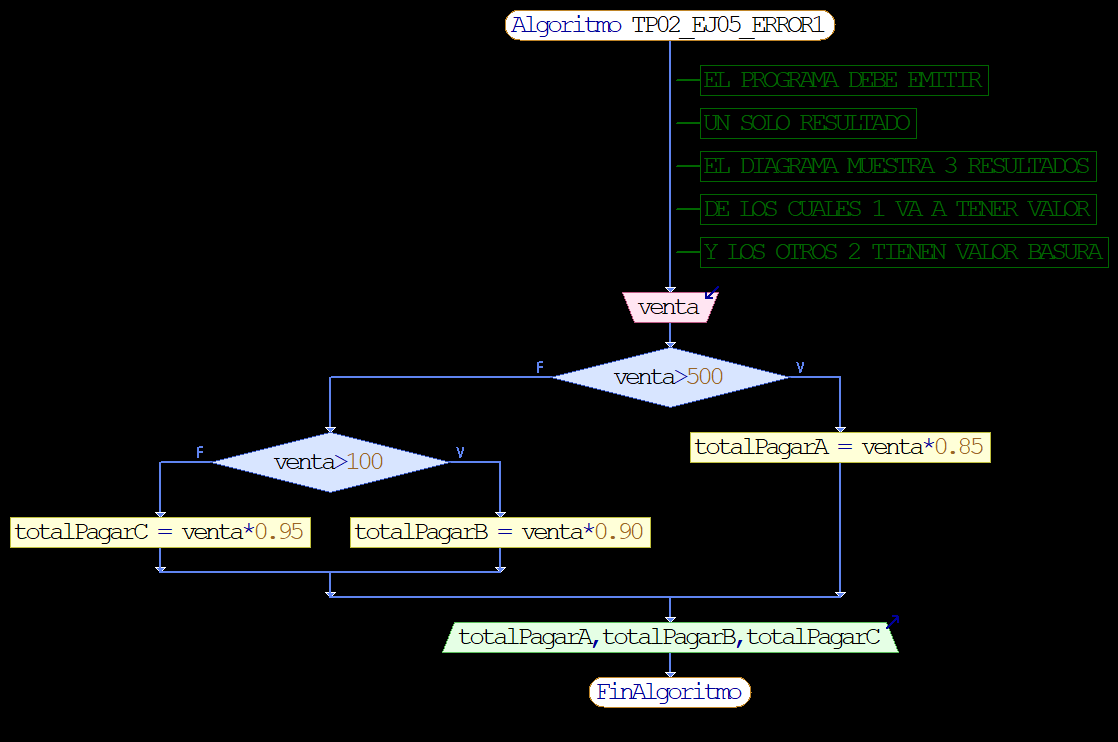 Algoritmo TP02_EJ05_ERROR1
EL PROGRAMA DEBE EMITIR
UN SOLO RESULTADO
EL DIAGRAMA MUESTRA 3 RESULTADOS
DE LOS CUALES 1 VA A TENER VALOR
Y LOS OTROS 2 TIENEN VALOR BASURA
venta
F
venta>500
V
F
venta>100
V
totalPagarA = venta*0.85
totalPagarC = venta*0.95
totalPagarB = venta*0.90
totalPagarA,totalPagarB,totalPagarC
FinAlgoritmo